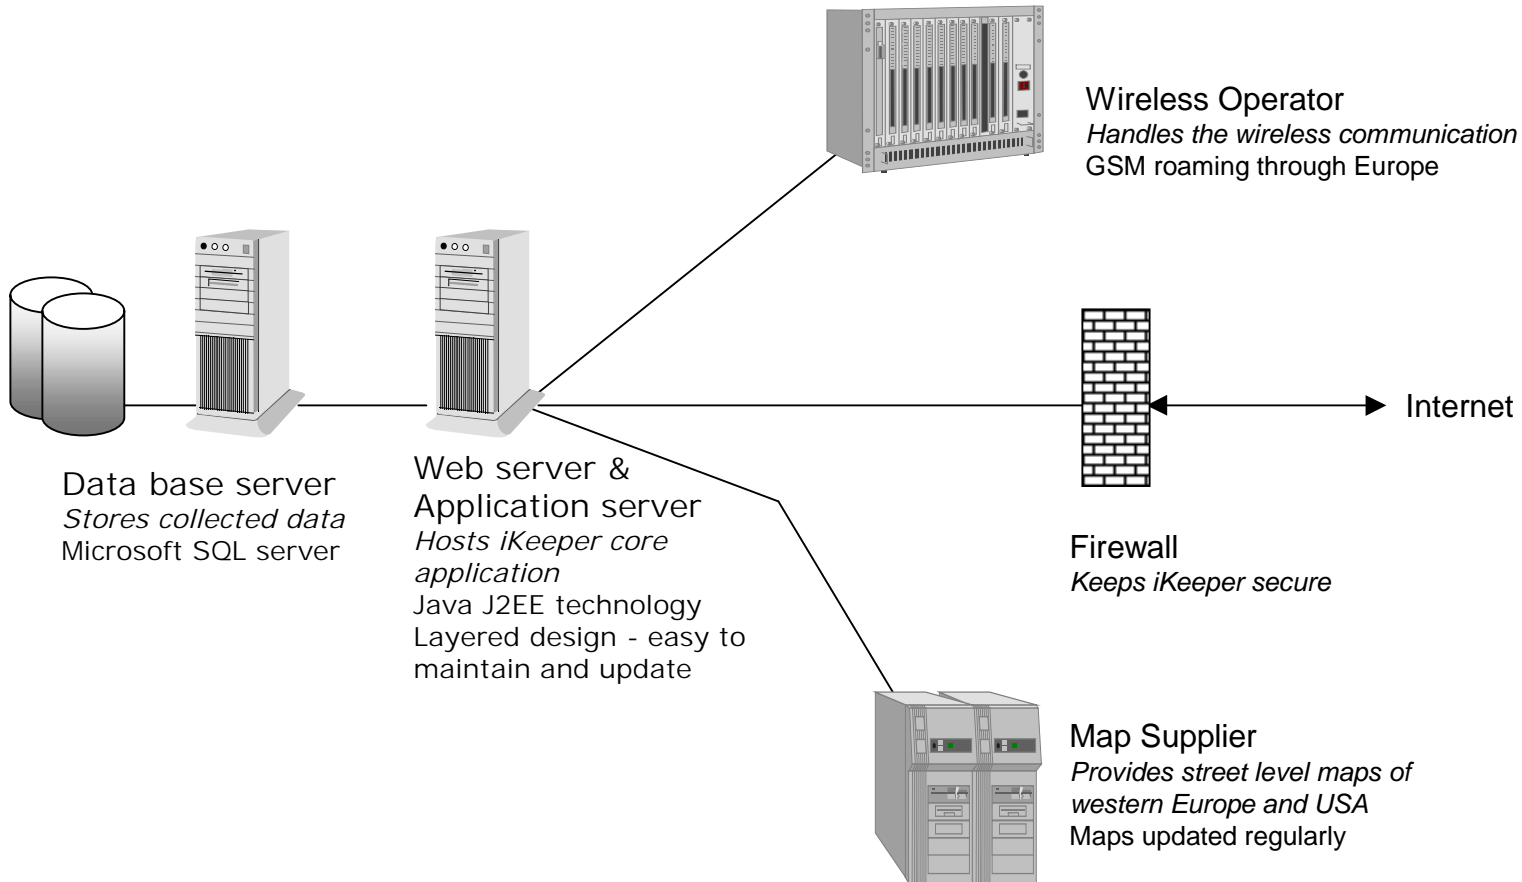 Wireless Operator
Handles the wireless communication
GSM roaming through Europe
Internet
Data base server
Stores collected data
Microsoft SQL server
Web server &
Application server
Hosts iKeeper core
application
Java J2EE technology
Layered design - easy to
maintain and update
Firewall
Keeps iKeeper secure
Map Supplier
Provides street level maps of
western Europe and USA
Maps updated regularly